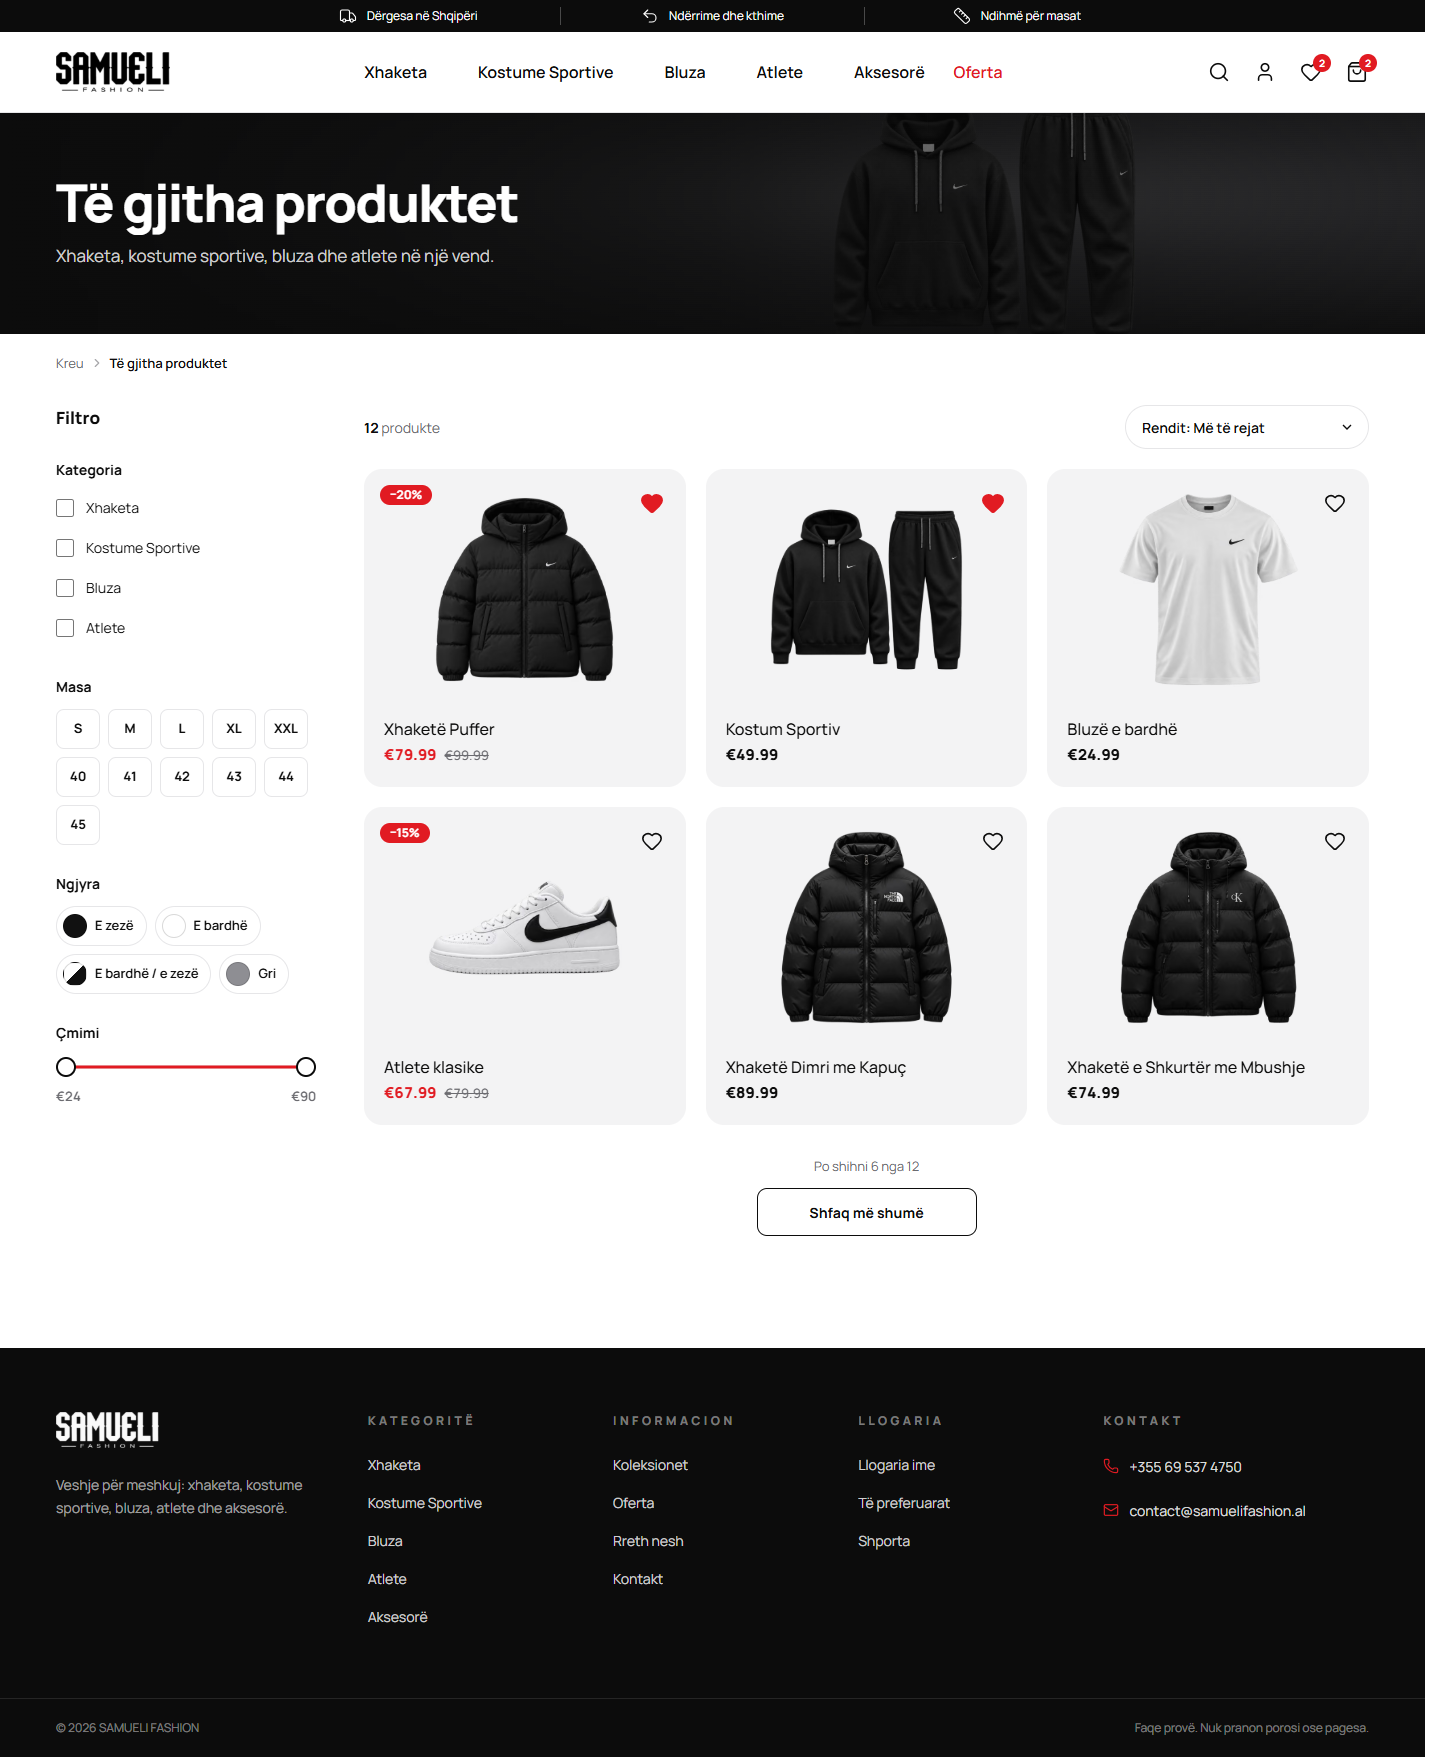 Dërgesa në Shqipëri
Ndërrime dhe kthime
Ndihmë për masat
SAMUELI
FASHION
Xhaketa
Kostume Sportive
Bluza
Atlete
Aksesorë
Oferta
2
2
Të gjitha produktet
Xhaketa, kostume sportive, bluza dhe atlete në një vend.
Kreu
Të gjitha produktet
Filtro
Kategoria
Xhaketa
Kostume Sportive
Bluza
Atlete
Masa
S
M
L
XL
XXL
40
41
42
43
44
45
Ngjyra
E zezë
E bardhë
E bardhë / e zezë
Gri
Çmimi
€24
€90
12 produkte
Rendit: Më të rejat
−20%
Xhaketë Puffer
€79.99 €99.99
Kostum Sportiv
€49.99
Bluzë e bardhë
€24.99
−15%
Atlete klasike
€67.99 €79.99
THE
NORTH
FACE
Xhaketë Dimri me Kapuç
€89.99
CK
Xhaketë e Shkurtër me Mbushje
€74.99
Po shihni 6 nga 12
Shfaq më shumë
SAMUELI
FASHION
Veshje për meshkuj: xhaketa, kostume
sportive, bluza, atlete dhe aksesorë.
KATEGORITË
Xhaketa
Kostume Sportive
Bluza
Atlete
Aksesorë
INFORMACION
Koleksionet
Oferta
Rreth nesh
Kontakt
LLOGARIA
Llogaria ime
Të preferuarat
Shporta
KONTAKT
+355 69 537 4750
contact@samuelifashion.al
© 2026 SAMUELI FASHION
Faqe provë. Nuk pranon porosi ose pagesa.